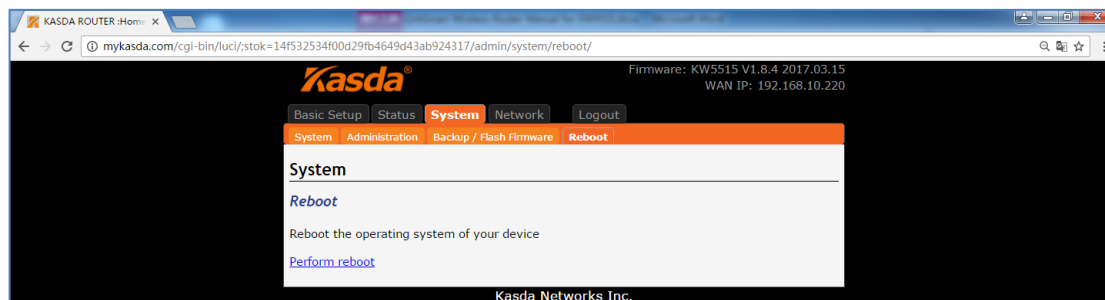 KASDA ROUTER :Home
mykasda.com/cgi-bin/luci/;stok=14f532534f00d29fb4649d43ab924317/admin/system/reboot/
Kasda®
Firmware: KW5515 V1.8.4 2017.03.15
WAN IP: 192.168.10.220
Basic Setup Status System Network Logout
System Administration Backup / Flash Firmware Reboot
System
Reboot
Reboot the operating system of your device
Perform reboot
Kasda Networks Inc.